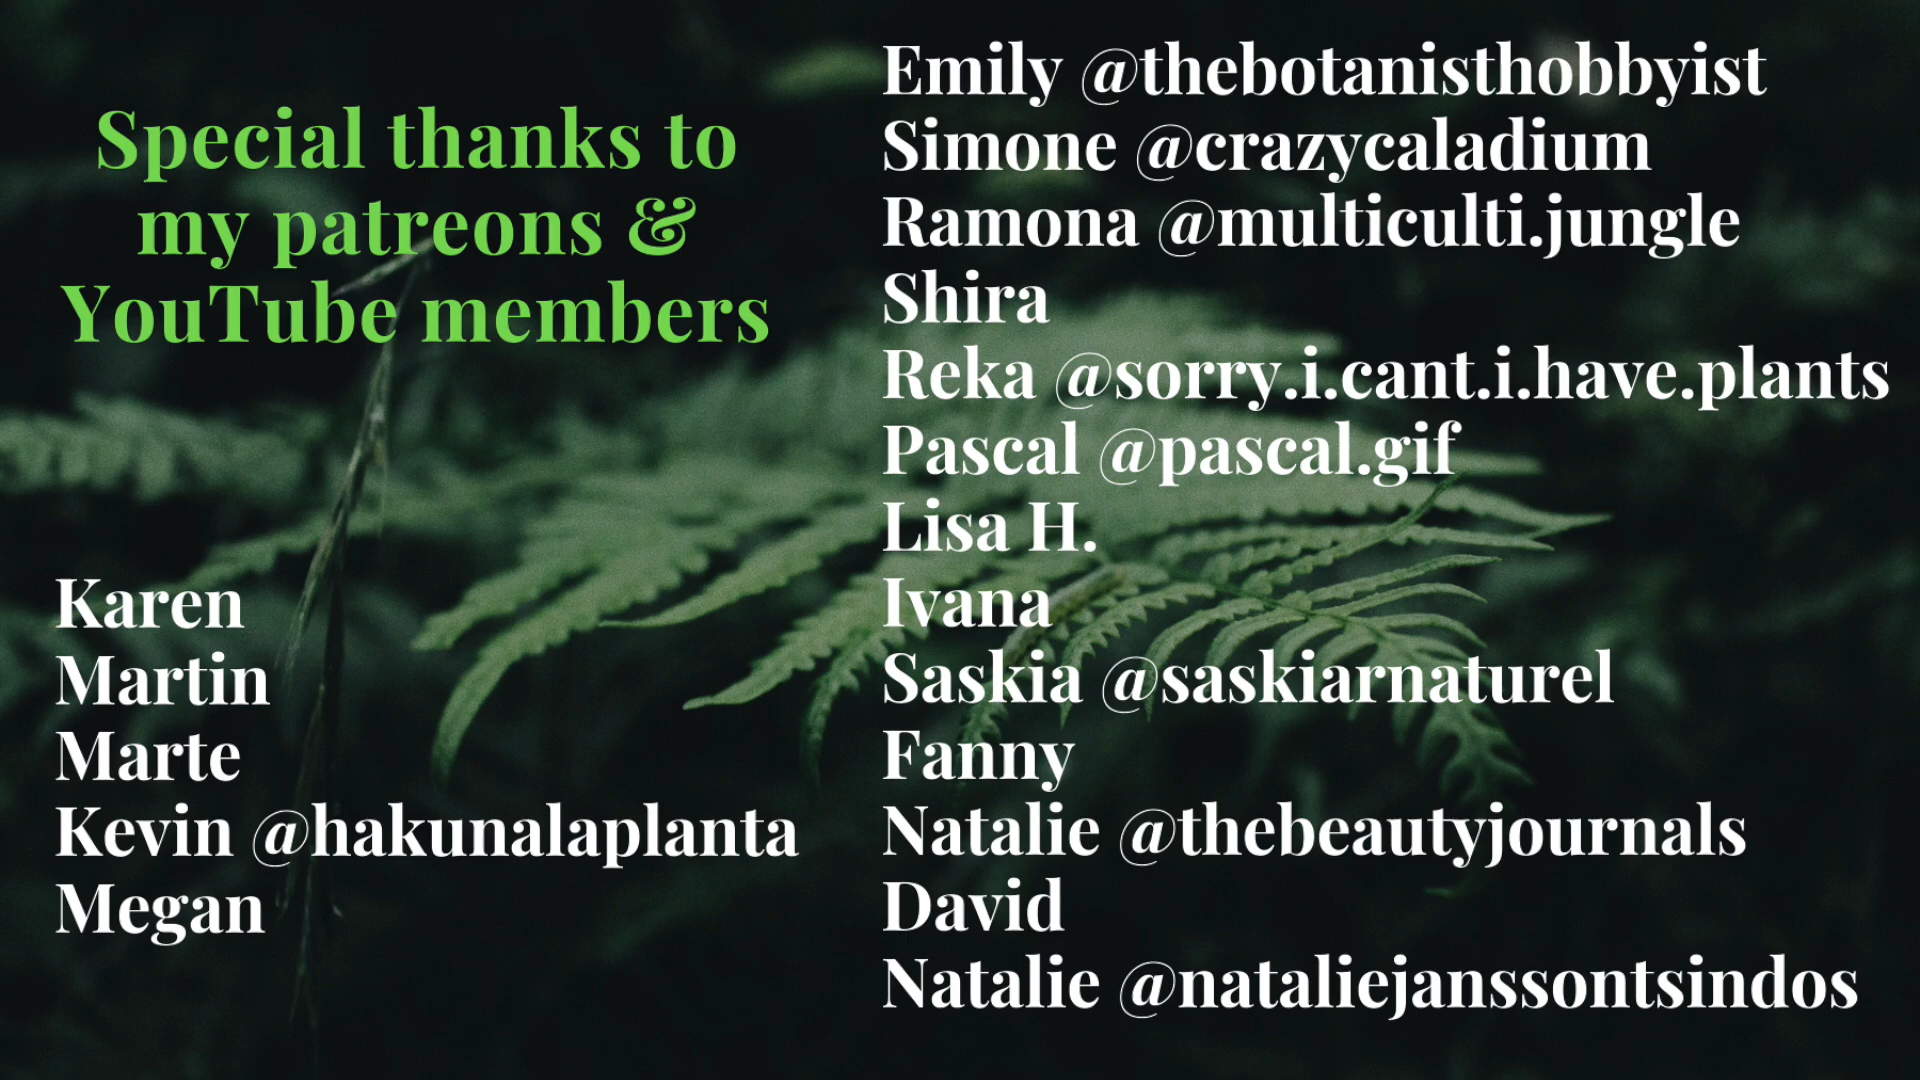 Special thanks to
my patreons &
YouTube members
Karen
Martin
Marte
Kevin @hakunalaplanta
Megan
Emily @thebotanisthobbyist
Simone @crazycaladium
Ramona @multiculti.jungle
Shira
Reka @sorry.i.cant.i.have.plants
Pascal @pascal.gif
Lisa H.
Ivana
Saskia @saskiarnaturel
Fanny
Natalie @thebeautyjournals
David
Natalie @nataliejanssontsindos